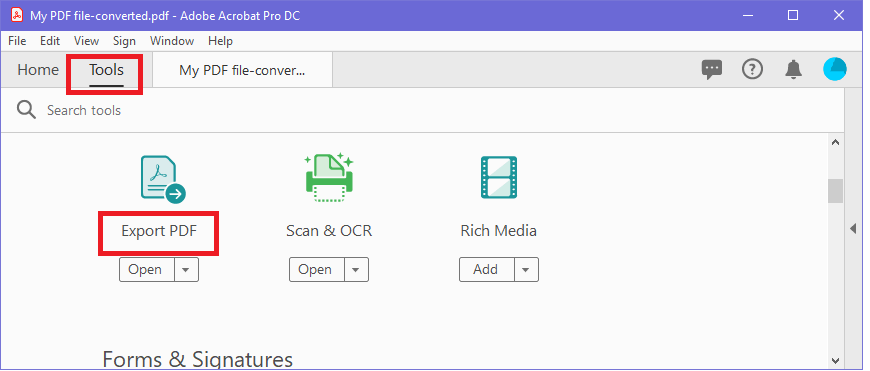 My PDF file-converted.pdf - Adobe Acrobat Pro DC
File Edit View Sign Window Help
Home Tools My PDF file-conver...
Search tools
Export PDF Scan & OCR Rich Media
Open Open Add
Forms & Signatures